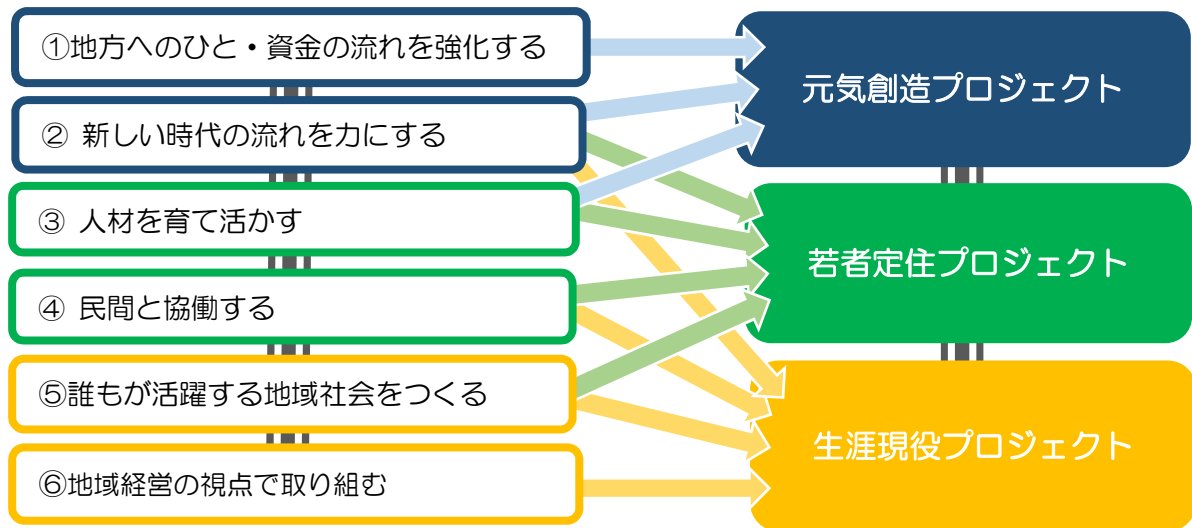 ①地方へのひと・資金の流れを強化する
② 新しい時代の流れを力にする
③ 人材を育て活かす
④ 民間と協働する
⑤誰もが活躍する地域社会をつくる
⑥地域経営の視点で取り組む
元気創造プロジェクト
若者定住プロジェクト
生涯現役プロジェクト